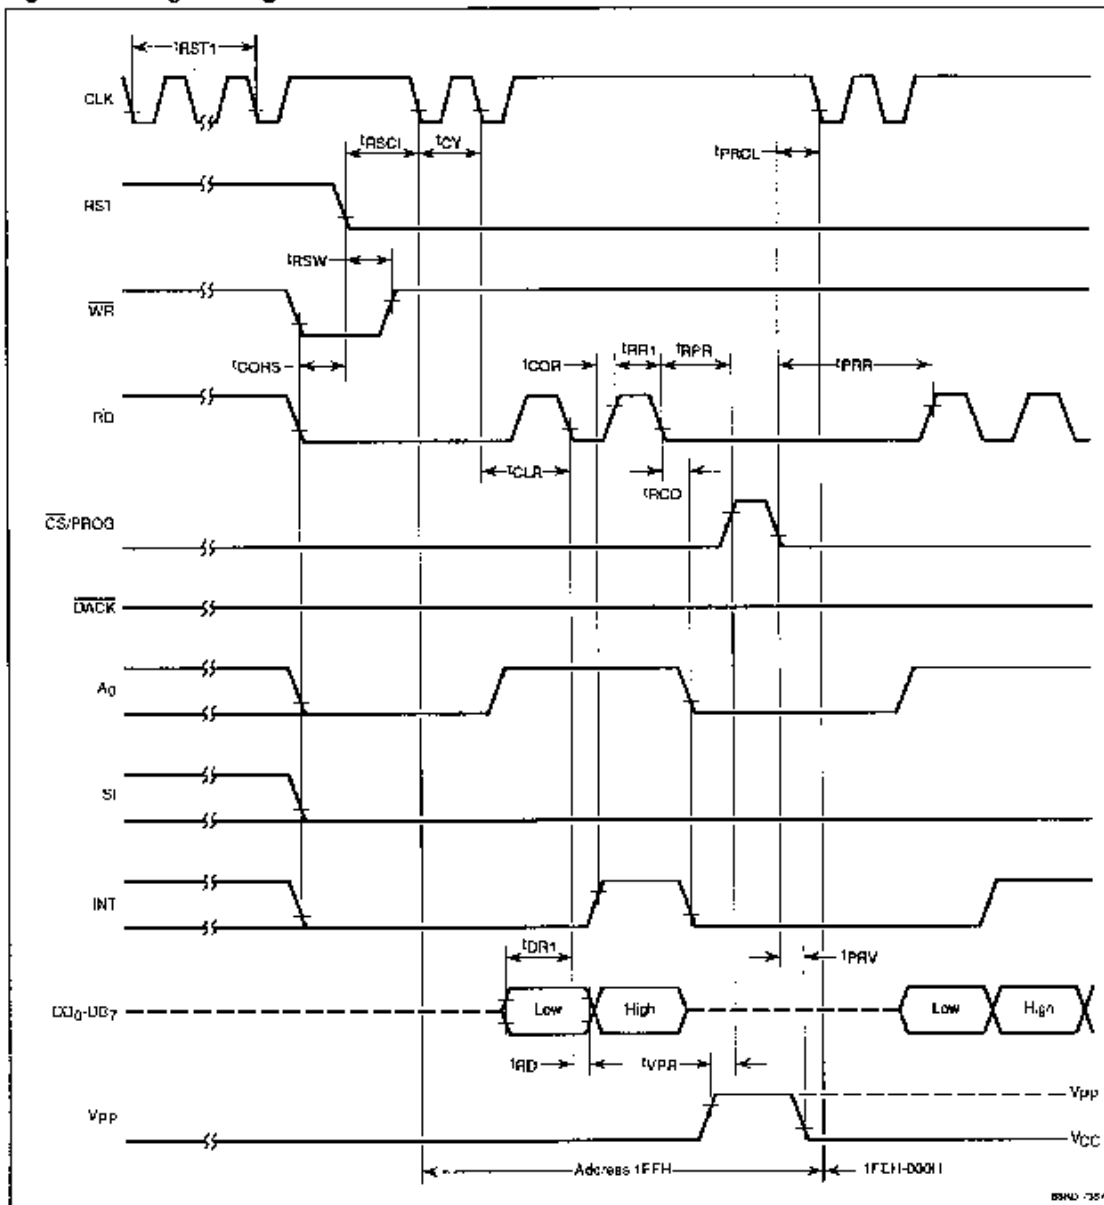 tRST1
CLK
tRSCL
tCY
tPRCL
RST
tRSW
WR
tCORS
tCOR
tRR1
tRPR
tPRR
RD
tCLR
tRCO
CS/PROG
DACK
A0
SI
INT
tDR1
tPRV
DB0-DB7
Low
High
Low
High
tRD
tVPR
VPP
VPP
VCC
Address 1FFH